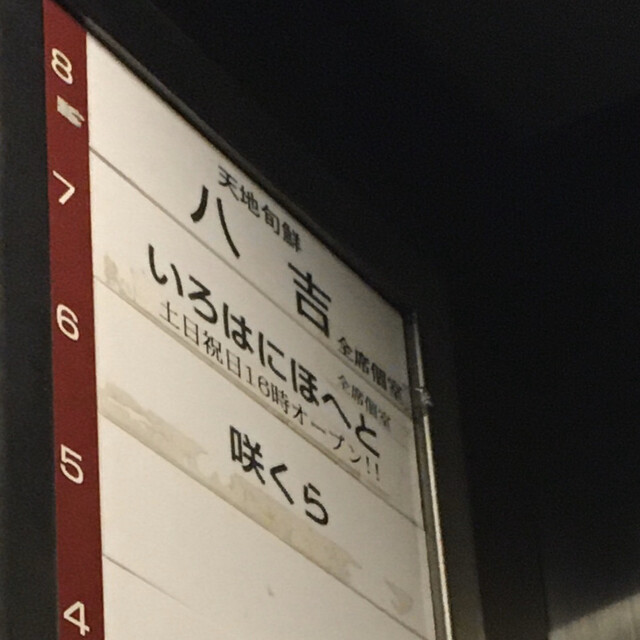 8
天地旬鮮
八吉
全席個室
7
いろはにほへと
全席個室
土日祝日16時オープン!!
6
咲くら
5
4